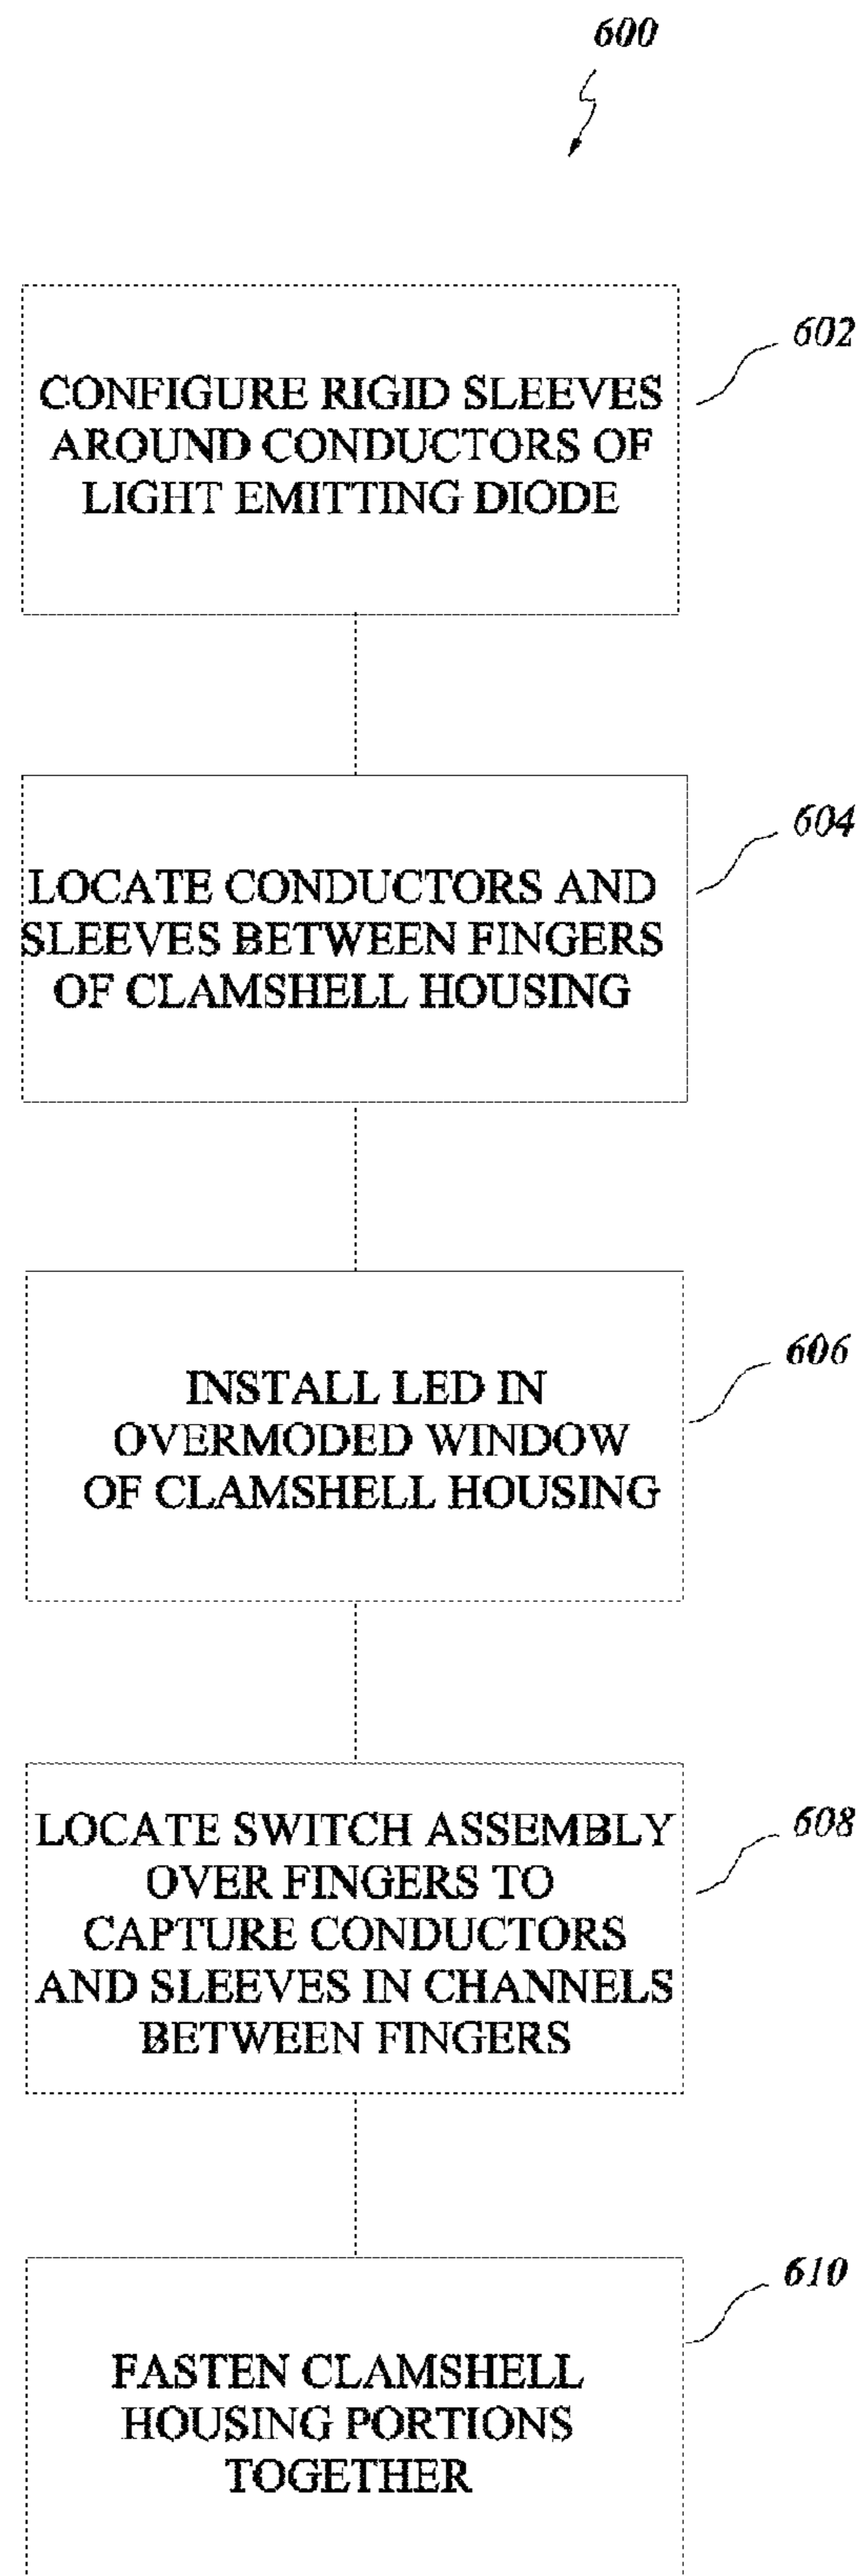 600
602
CONFIGURE RIGID SLEEVES
AROUND CONDUCTORS OF
LIGHT EMITTING DIODE
604
LOCATE CONDUCTORS AND
SLEEVES BETWEEN FINGERS
OF CLAMSHELL HOUSING
606
INSTALL LED IN
OVERMODED WINDOW
OF CLAMSHELL HOUSING
608
LOCATE SWITCH ASSEMBLY
OVER FINGERS TO
CAPTURE CONDUCTORS
AND SLEEVES IN CHANNELS
BETWEEN FINGERS
610
FASTEN CLAMSHELL
HOUSING PORTIONS
TOGETHER